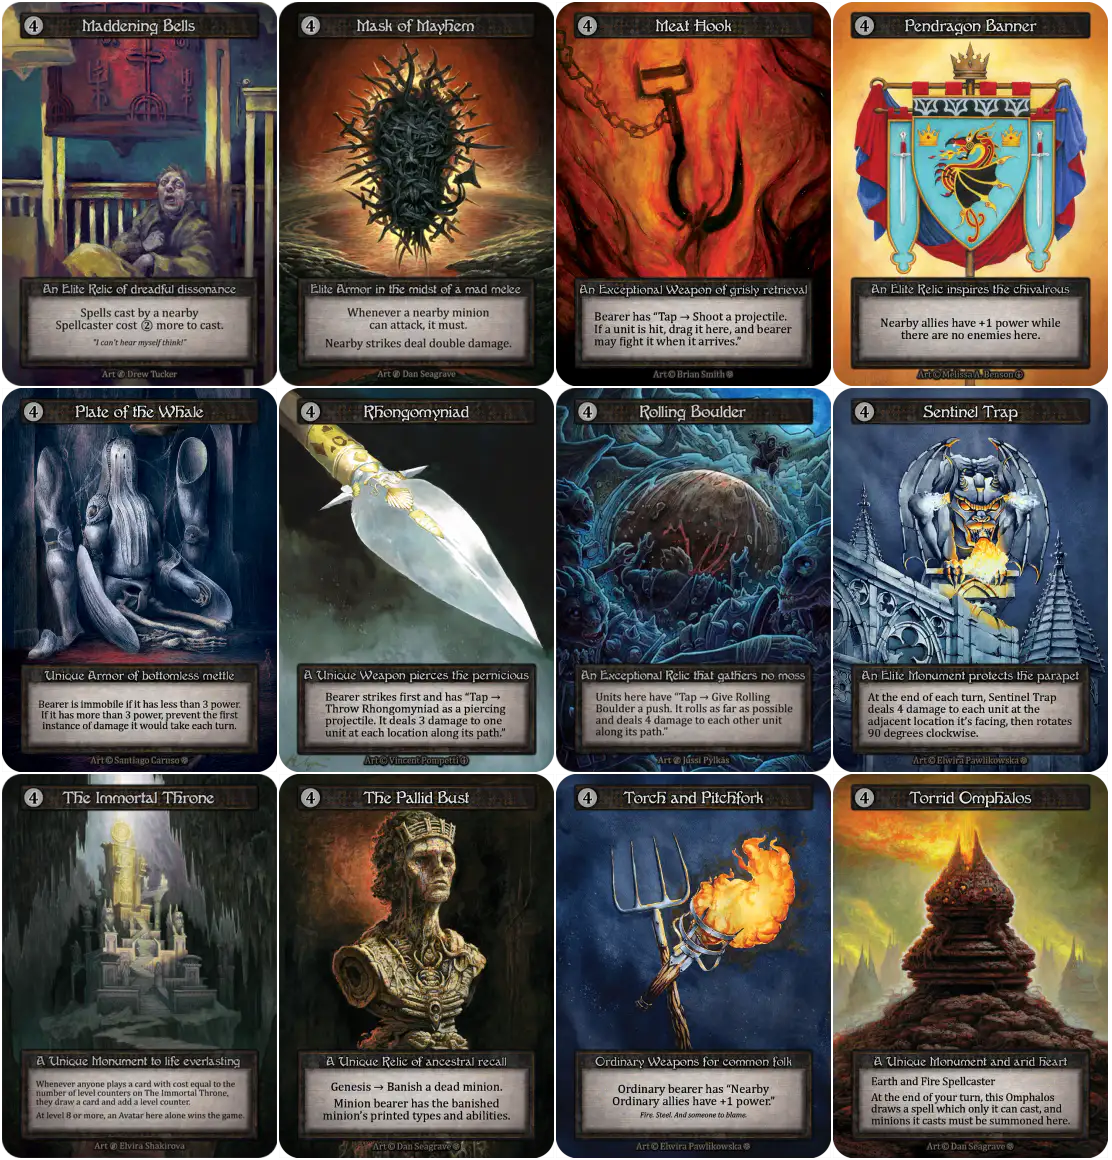 4 Maddening Bells
An Elite Relic of dreadful dissonance
Spells cast by a nearby
Spellcaster cost ② more to cast.
"I can't hear myself think!"
Art Drew Tucker
4 Mask of Mayhem
Elite Armor in the midst of a mad melee
Whenever a nearby minion
can attack, it must.
Nearby strikes deal double damage.
Art Dan Seagrave
4 Meat Hook
An Exceptional Weapon of grisly retrieval
Bearer has "Tap → Shoot a projectile.
If a unit is hit, drag it here, and bearer
may fight it when it arrives."
Art © Brian Smith
4 Pendragon Banner
An Elite Relic inspires the chivalrous
Nearby allies have +1 power while
there are no enemies here.
Art © Melissa A. Benson
4 Plate of the Whale
Unique Armor of bottomless mettle
Bearer is immobile if it has less than 3 power.
If it has more than 3 power, prevent the first
instance of damage it would take each turn.
Art © Santiago Caruso
4 Rhongomyniad
A Unique Weapon pierces the pernicious
Bearer strikes first and has "Tap →
Throw Rhongomyniad as a piercing
projectile. It deals 3 damage to one
unit at each location along its path."
Art © Vincent Pompetti
4 Rolling Boulder
An Exceptional Relic that gathers no moss
Units here have "Tap → Give Rolling
Boulder a push. It rolls as far as possible
and deals 4 damage to each other unit
along its path."
Art Jussi Pylkäs
4 Sentinel Trap
An Elite Monument protects the parapet
At the end of each turn, Sentinel Trap
deals 4 damage to each unit at the
adjacent location it's facing, then rotates
90 degrees clockwise.
Art © Elwira Pawlikowska
4 The Immortal Throne
A Unique Monument to life everlasting
Whenever anyone plays a card with cost equal to the
number of level counters on The Immortal Throne,
they draw a card and add a level counter.
At level 8 or more, an Avatar here alone wins the game.
Art Elvira Shakirova
4 The Pallid Bust
A Unique Relic of ancestral recall
Genesis → Banish a dead minion.
Minion bearer has the banished
minion's printed types and abilities.
Art © Dan Seagrave
4 Torch and Pitchfork
Ordinary Weapons for common folk
Ordinary bearer has "Nearby
Ordinary allies have +1 power."
Fire. Steel. And someone to blame.
Art © Elwira Pawlikowska
4 Torrid Omphalos
A Unique Monument and arid heart
Earth and Fire Spellcaster
At the end of your turn, this Omphalos
draws a spell which only it can cast, and
minions it casts must be summoned here.
Art © Dan Seagrave